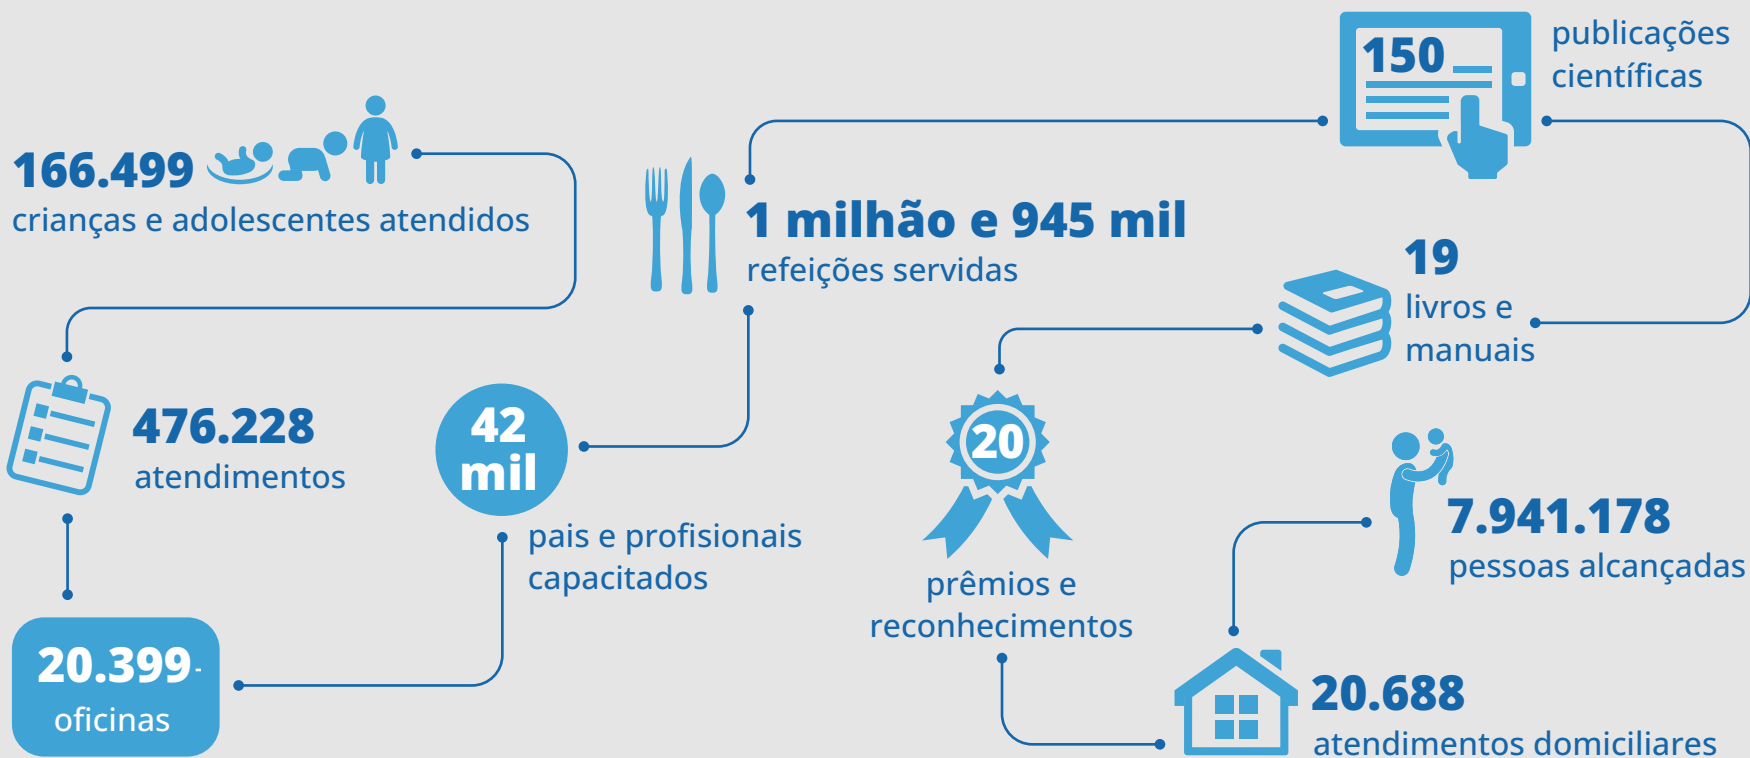 166.499
crianças e adolescentes atendidos
476.228
atendimentos
20.399-
oficinas
42
mil
pais e profisionais
capacitados
1 milhão e 945 mil
refeições servidas
150
publicações
científicas
19
livros e
manuais
20
prêmios e
reconhecimentos
20.688
atendimentos domiciliares
7.941.178
pessoas alcançadas